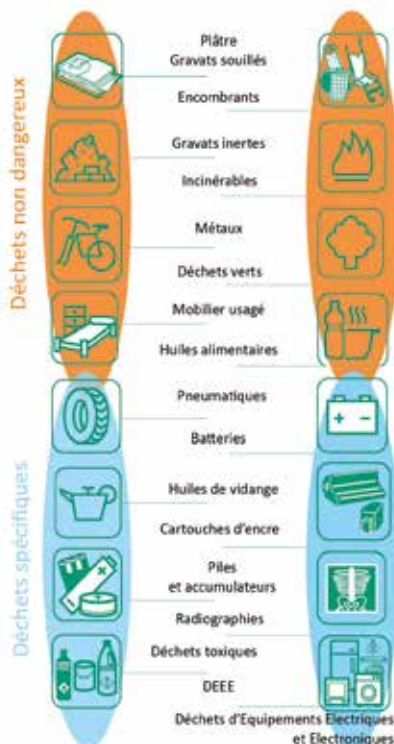 Déchets non dangereux
Plâtre
Gravats souillés
Encombrants
Gravats inertes
Incinérables
Métaux
Déchets verts
Mobilier usagé
Huiles alimentaires
Déchets spécifiques
Pneumatiques
Batteries
Huiles de vidange
Cartouches d'encre
Piles
et accumulateurs
Radiographies
Déchets toxiques
DEEE
Déchets d'Equipements Electriques
et Electroniques